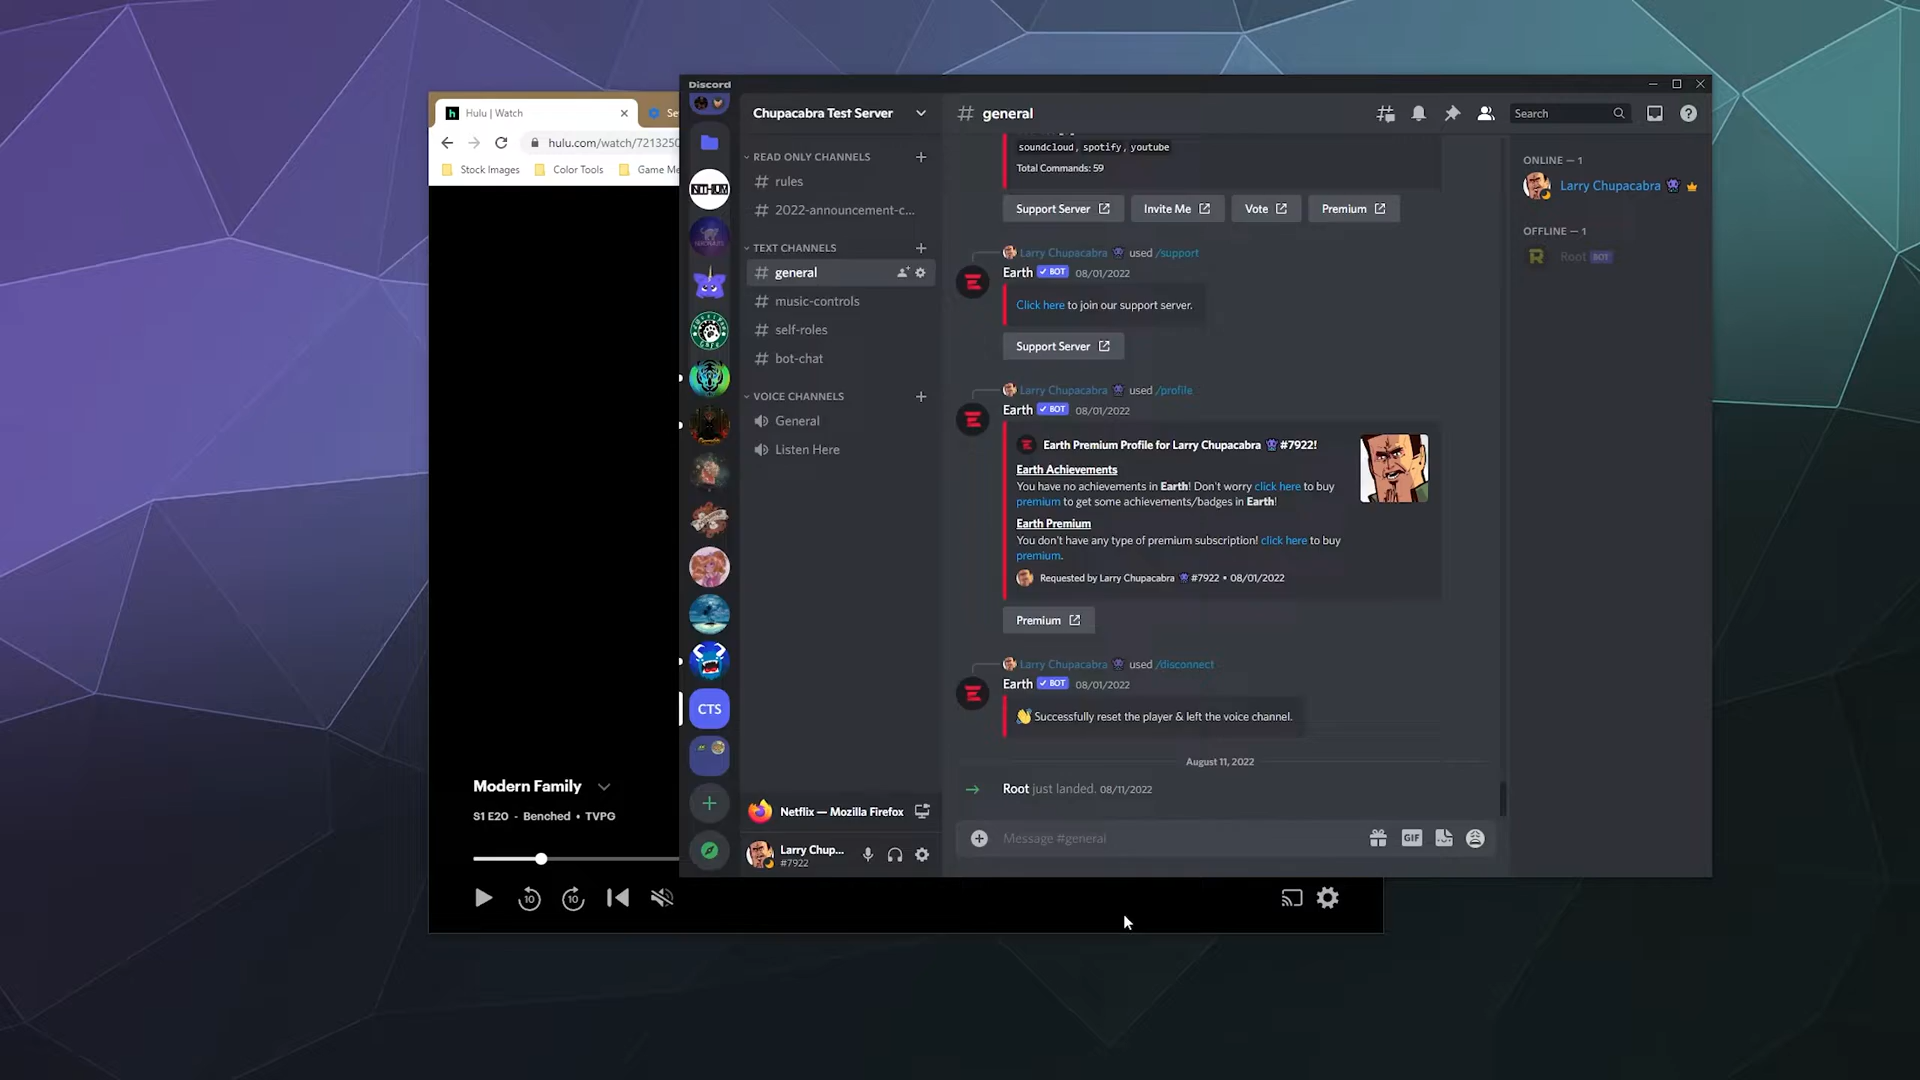 Hulu | Watch
Se
hulu.com/watch/7213250
Stock Images
Color Tools
Game Me
Modern Family
S1 E20 - Benched • TVPG
10
10
Discord
CTS
Chupacabra Test Server
READ ONLY CHANNELS
# rules
# 2022-announcement-c...
TEXT CHANNELS
# general
# music-controls
# self-roles
# bot-chat
VOICE CHANNELS
General
Listen Here
Netflix — Mozilla Firefox
Larry Chup...
#7922
# general
Search
soundcloud, spotify, youtube
Total Commands: 59
Support Server
Invite Me
Vote
Premium
Larry Chupacabra 👾 used /support
Earth ✓ BOT 08/01/2022
Click here to join our support server.
Support Server
Larry Chupacabra 👾 used /profile
Earth ✓ BOT 08/01/2022
Earth Premium Profile for Larry Chupacabra 👾#7922!
Earth Achievements
You have no achievements in Earth! Don't worry click here to buy
premium to get some achievements/badges in Earth!
Earth Premium
You don't have any type of premium subscription! click here to buy
premium.
Requested by Larry Chupacabra 👾#7922 • 08/01/2022
Premium
Larry Chupacabra 👾 used /disconnect
Earth ✓ BOT 08/01/2022
👋 Successfully reset the player & left the voice channel.
August 11, 2022
Root just landed. 08/11/2022
Message #general
GIF
ONLINE — 1
Larry Chupacabra
OFFLINE — 1
Root BOT